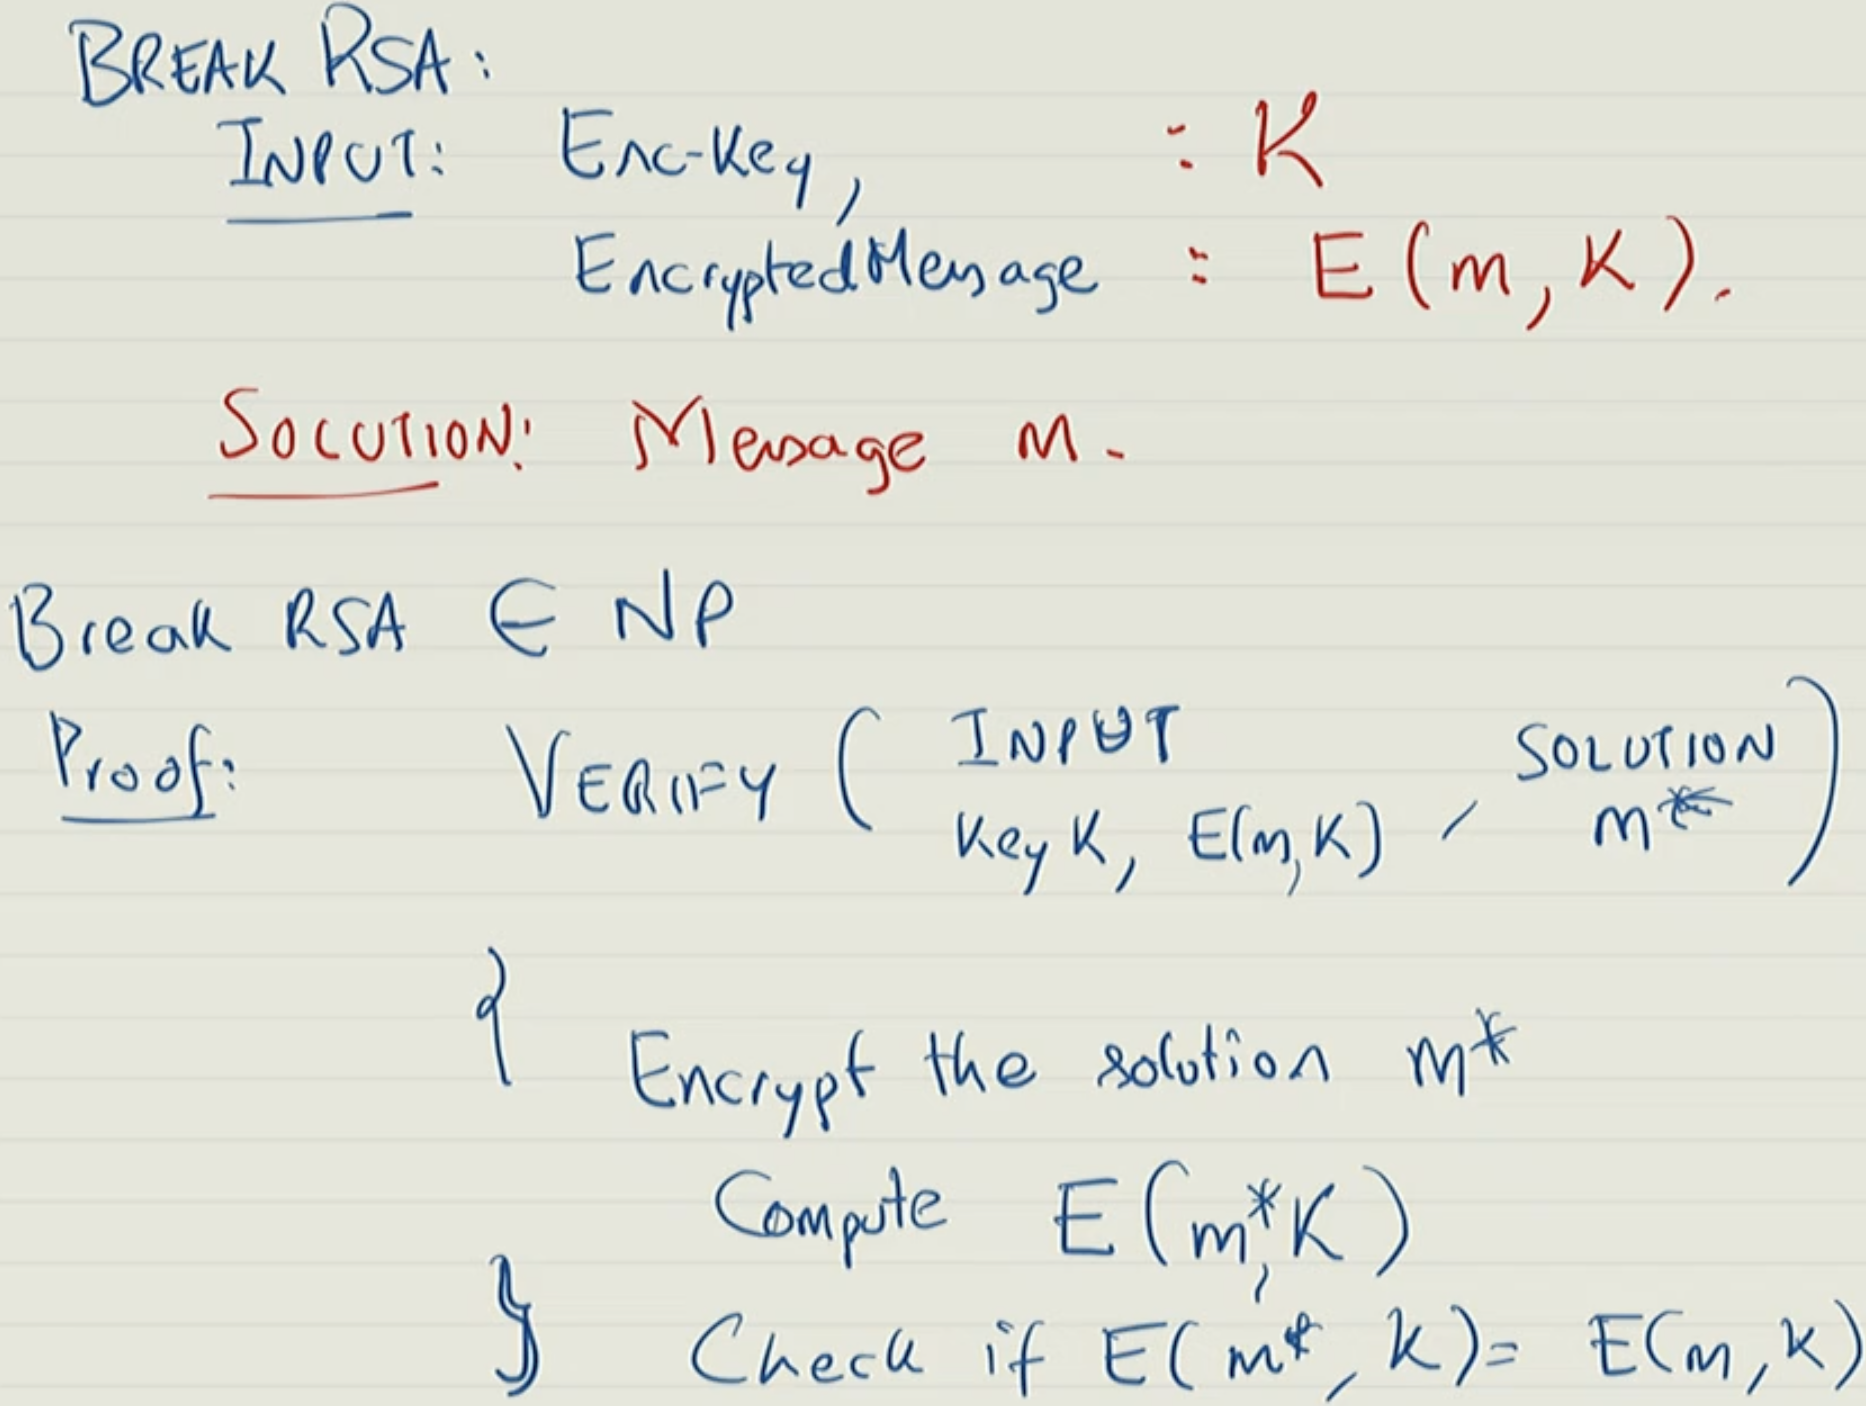 BREAK RSA:
INPUT: Enc-Key, : K
EncryptedMessage : E(m, K).
SOLUTION: Message m.
Break RSA ∈ NP
Proof: VERIFY ( INPUT , SOLUTION )
Key K, E(m, K) m*
{
Encrypt the solution m*
Compute E(m*, K)
} Check if E(m*, K) = E(m, K)